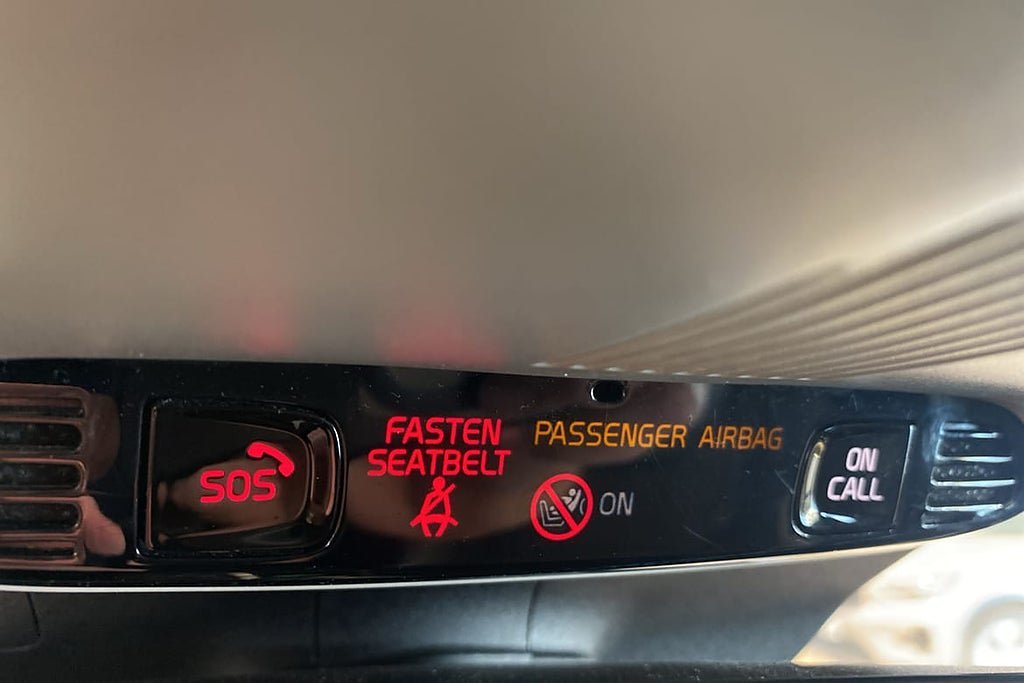 SOS
FASTEN
SEATBELT
PASSENGER AIRBAG
ON
ON
CALL